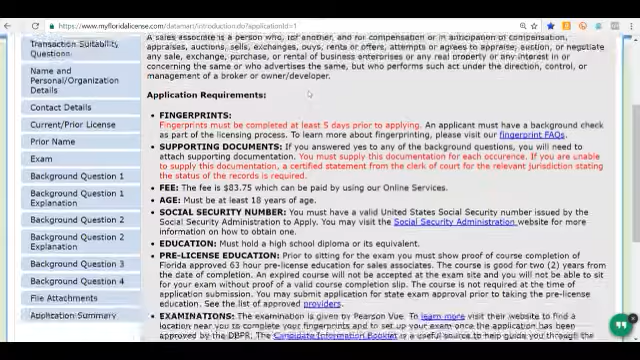 https://www.myfloridalicense.com/datamart/introduction.do?applicationId=1
Transaction Suitability
Questions
Name and
Personal/Organization
Details
Contact Details
Current/Prior License
Prior Name
Exam
Background Question 1
Background Question 1
Explanation
Background Question 2
Background Question 2
Explanation
Background Question 3
Background Question 4
File Attachments
Application Summary
A sales associate is a person who, for another, and for compensation or in anticipation of compensation,
appraises, auctions, sells, exchanges, buys, rents or offers, attempts or agrees to appraise, auction, or negotiate
any sale, exchange, purchase, or rental of business enterprises or any real property or any interest in or
concerning the same or who advertises the same, but who performs such act under the direction, control, or
management of a broker or owner/developer.
Application Requirements:
• FINGERPRINTS:
Fingerprints must be completed at least 5 days prior to applying. An applicant must have a background check
as part of the licensing process. To learn more about fingerprinting, please visit our fingerprint FAQs.
• SUPPORTING DOCUMENTS: If you answered yes to any of the background questions, you will need to
attach supporting documentation. You must supply this documentation for each occurence. If you are
unable to supply this documentation, a certified statement from the clerk of court for the relevant jurisdiction stating
the status of the records is required.
• FEE: The fee is $83.75 which can be paid by using our Online Services.
• AGE: Must be at least 18 years of age.
• SOCIAL SECURITY NUMBER: You must have a valid United States Social Security number issued by the
Social Security Administration to Apply. You may visit the Social Security Administration website for more
information on how to obtain one.
• EDUCATION: Must hold a high school diploma or its equivalent.
• PRE-LICENSE EDUCATION: Prior to sitting for the exam you must show proof of course completion of
Florida approved 63 hour pre-license education for sales associates. The course is good for two (2) years from
the date of completion. An expired course will not be accepted at the exam site and you will not be able to sit
for your exam without proof of a valid course completion slip. The course is not required at the time of
application submission. You may submit application for state exam approval prior to taking the pre-license
education. See the list of approved providers.
• EXAMINATIONS: The examination is given by Pearson Vue. To learn more visit their website to find a
location near you to complete your fingerprints and to set up your exam once the application has been
approved by the DBPR. The Candidate Information Booklet is a useful source to help guide you through the